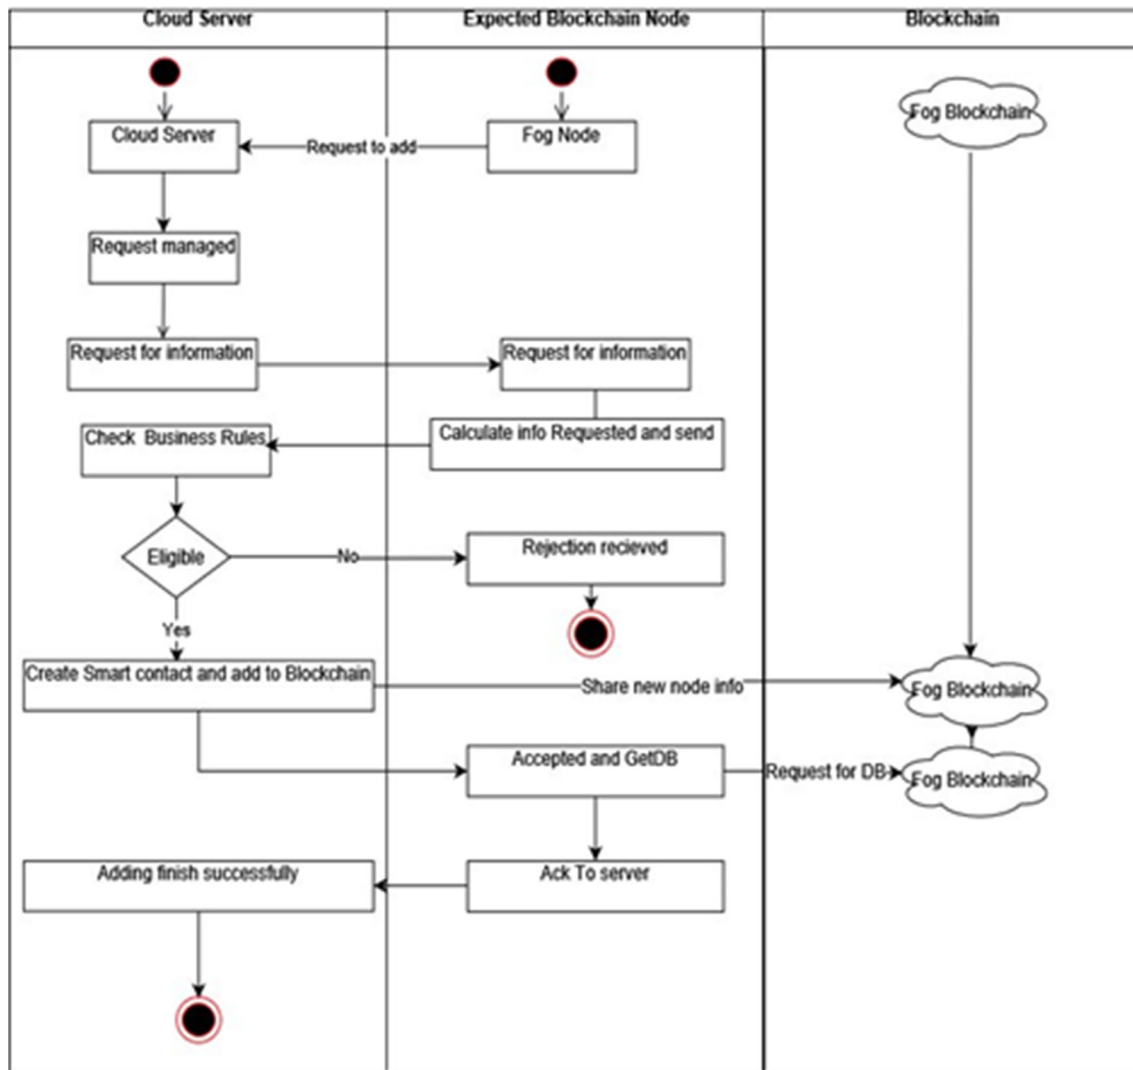 Cloud Server
Expected Blockchain Node
Blockchain
Fog Blockchain
Cloud Server
Request to add
Fog Node
Request managed
Request for information
Request for information
Check Business Rules
Calculate info Requested and send
Eligible
No
Rejection recieved
Yes
Create Smart contact and add to Blockchain
Share new node info
Fog Blockchain
Accepted and GetDB
Request for DB
Fog Blockchain
Adding finish successfully
Ack To server